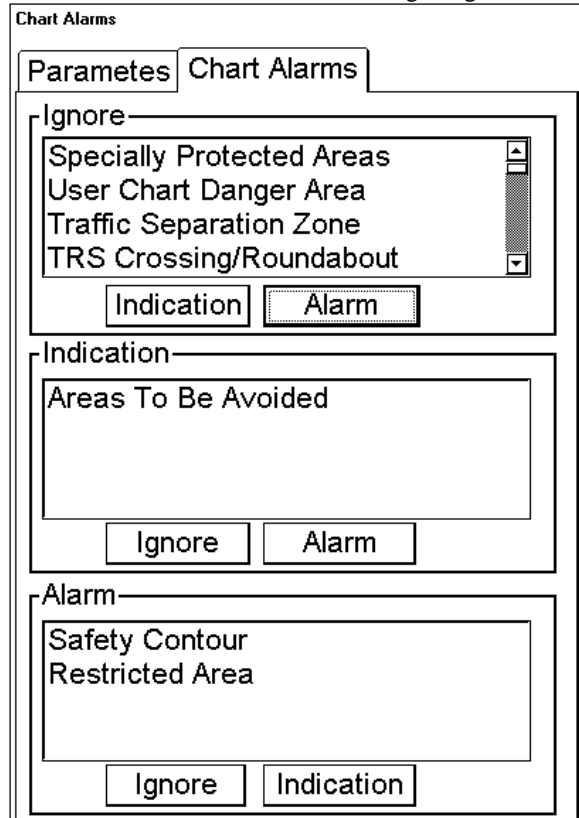 Chart Alarms
Parametes Chart Alarms
Ignore
Specially Protected Areas
User Chart Danger Area
Traffic Separation Zone
TRS Crossing/Roundabout
Indication Alarm
Indication
Areas To Be Avoided
Ignore Alarm
Alarm
Safety Contour
Restricted Area
Ignore Indication